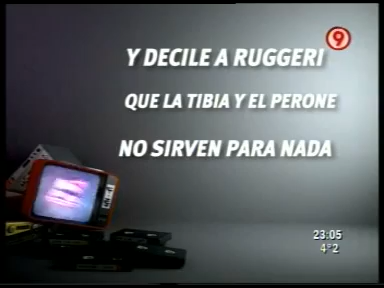 9
Y DECILE A RUGGERI
QUE LA TIBIA Y EL PERONE
NO SIRVEN PARA NADA
23:05
4°2